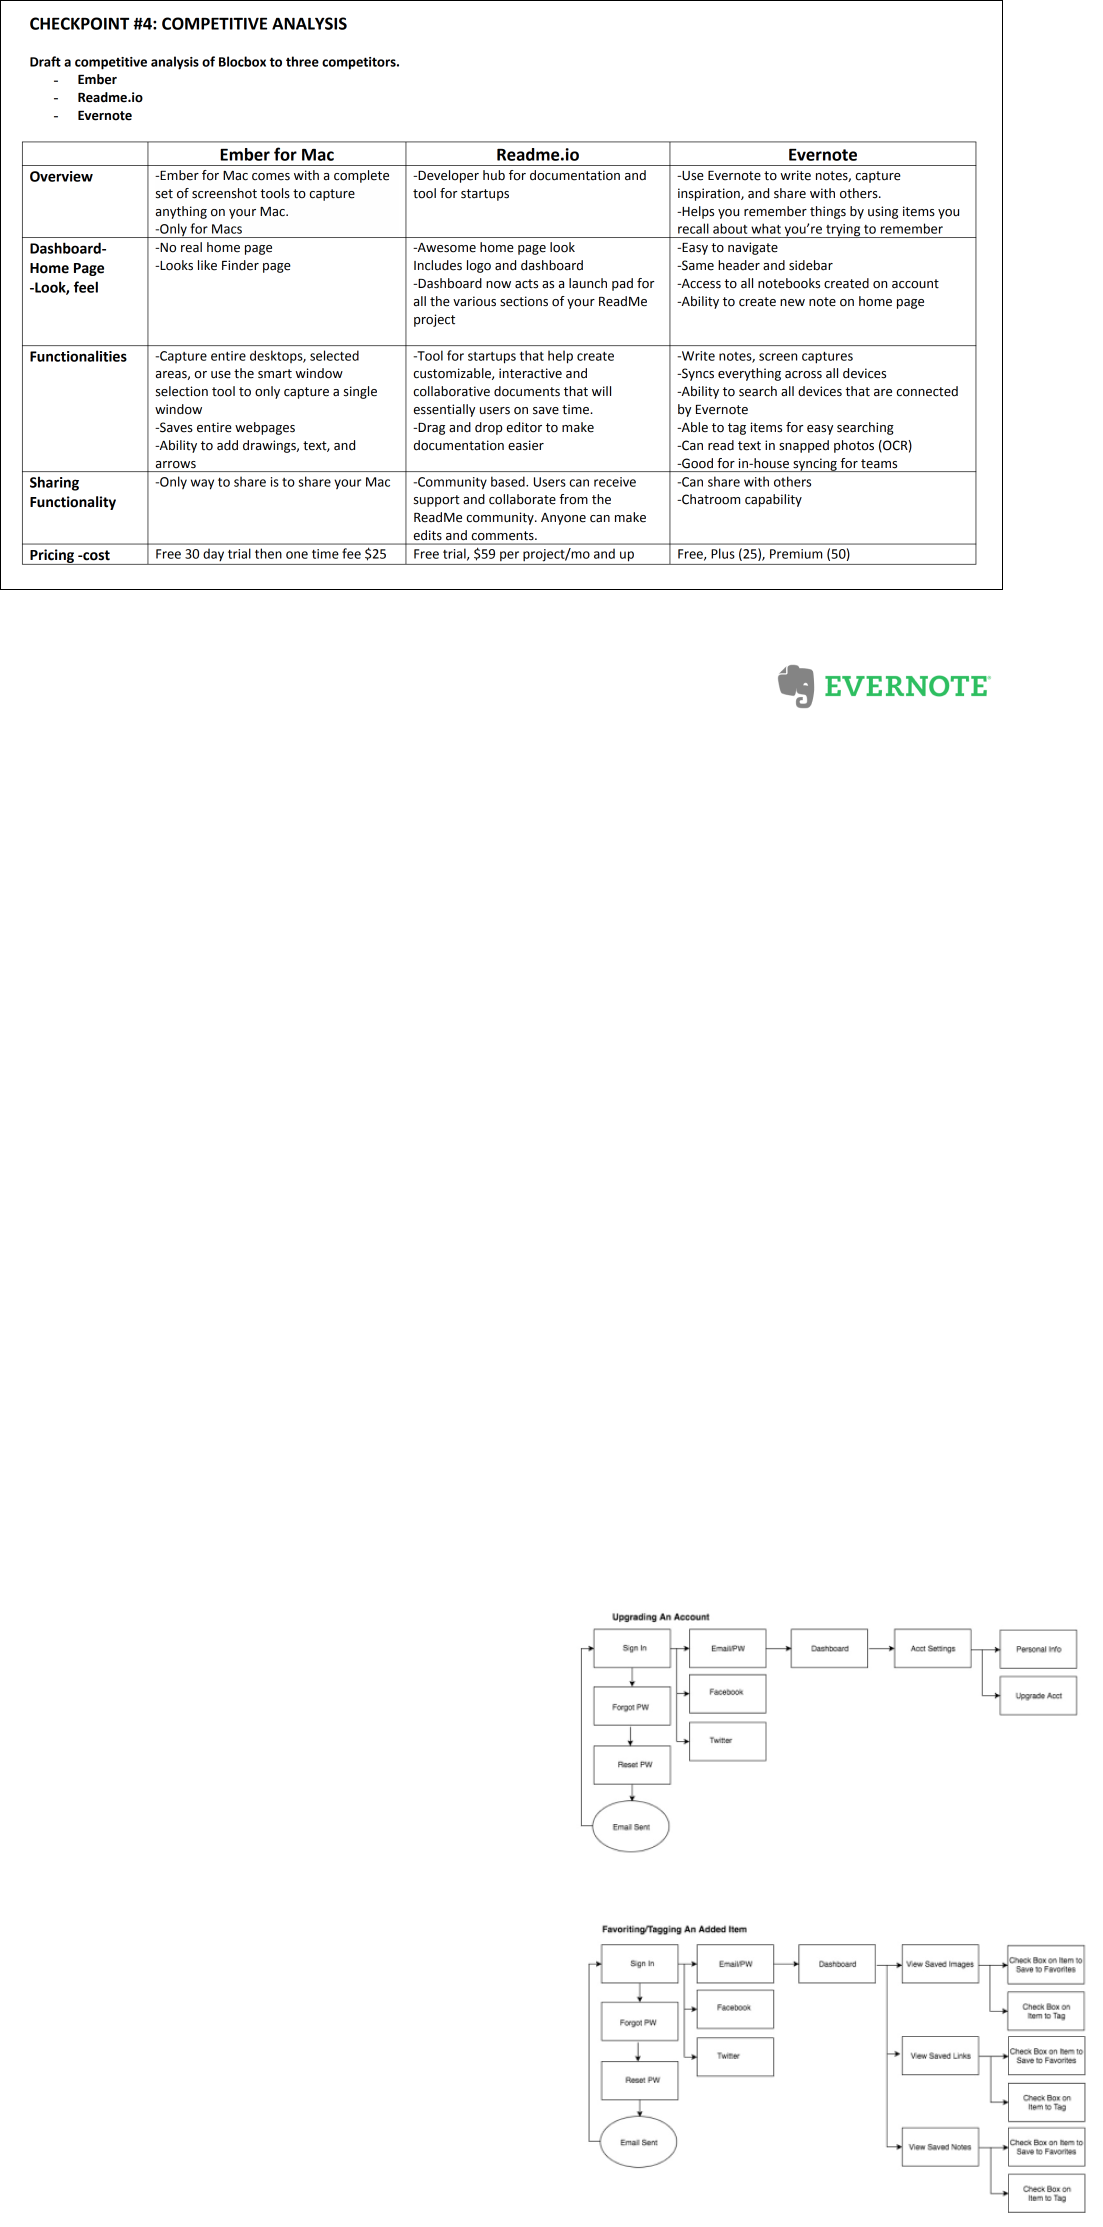 CHECKPOINT #4: COMPETITIVE ANALYSIS
Draft a competitive analysis of Blocbox to three competitors.
- Ember
- Readme.io
- Evernote
Ember for Mac
Readme.io
Evernote
Overview
-Ember for Mac comes with a complete
set of screenshot tools to capture
anything on your Mac.
-Only for Macs
-Developer hub for documentation and
tool for startups
-Use Evernote to write notes, capture
inspiration, and share with others.
-Helps you remember things by using items you
recall about what you’re trying to remember
Dashboard-
Home Page
-Look, feel
-No real home page
-Looks like Finder page
-Awesome home page look
Includes logo and dashboard
-Dashboard now acts as a launch pad for
all the various sections of your ReadMe
project
-Easy to navigate
-Same header and sidebar
-Access to all notebooks created on account
-Ability to create new note on home page
Functionalities
-Capture entire desktops, selected
areas, or use the smart window
selection tool to only capture a single
window
-Saves entire webpages
-Ability to add drawings, text, and
arrows
-Tool for startups that help create
customizable, interactive and
collaborative documents that will
essentially users on save time.
-Drag and drop editor to make
documentation easier
-Write notes, screen captures
-Syncs everything across all devices
-Ability to search all devices that are connected
by Evernote
-Able to tag items for easy searching
-Can read text in snapped photos (OCR)
-Good for in-house syncing for teams
Sharing
Functionality
-Only way to share is to share your Mac
-Community based. Users can receive
support and collaborate from the
ReadMe community. Anyone can make
edits and comments.
-Can share with others
-Chatroom capability
Pricing -cost
Free 30 day trial then one time fee $25
Free trial, $59 per project/mo and up
Free, Plus (25), Premium (50)
EVERNOTE
Upgrading An Account
Sign In
Email/PW
Dashboard
Acct Settings
Personal Info
Facebook
Upgrade Acct
Forgot PW
Twitter
Reset PW
Email Sent
Favoriting/Tagging An Added Item
Sign In
Email/PW
Dashboard
View Saved Images
Check Box on Item to
Save to Favorites
Facebook
Check Box on
Item to Tag
Forgot PW
Twitter
View Saved Links
Check Box on Item to
Save to Favorites
Reset PW
Check Box on
Item to Tag
Email Sent
View Saved Notes
Check Box on Item to
Save to Favorites
Check Box on
Item to Tag